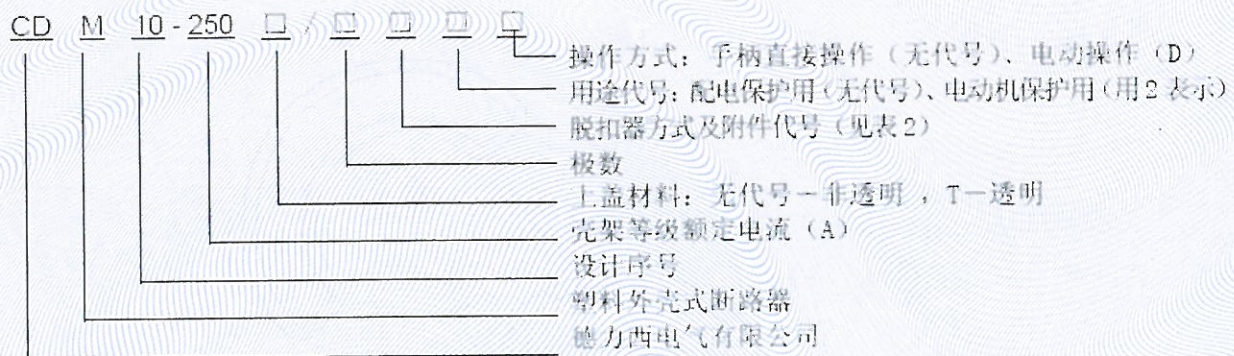 CD M 10 - 250 □ / □ □ □ □
操作方式：手柄直接操作（无代号）、电动操作（D）
用途代号：配电保护用（无代号）、电动机保护用（用2表示）
脱扣器方式及附件代号（见表2）
极数
上盖材料：无代号－非透明 ，T－透明
壳架等级额定电流（A）
设计序号
塑料外壳式断路器
德力西电气有限公司